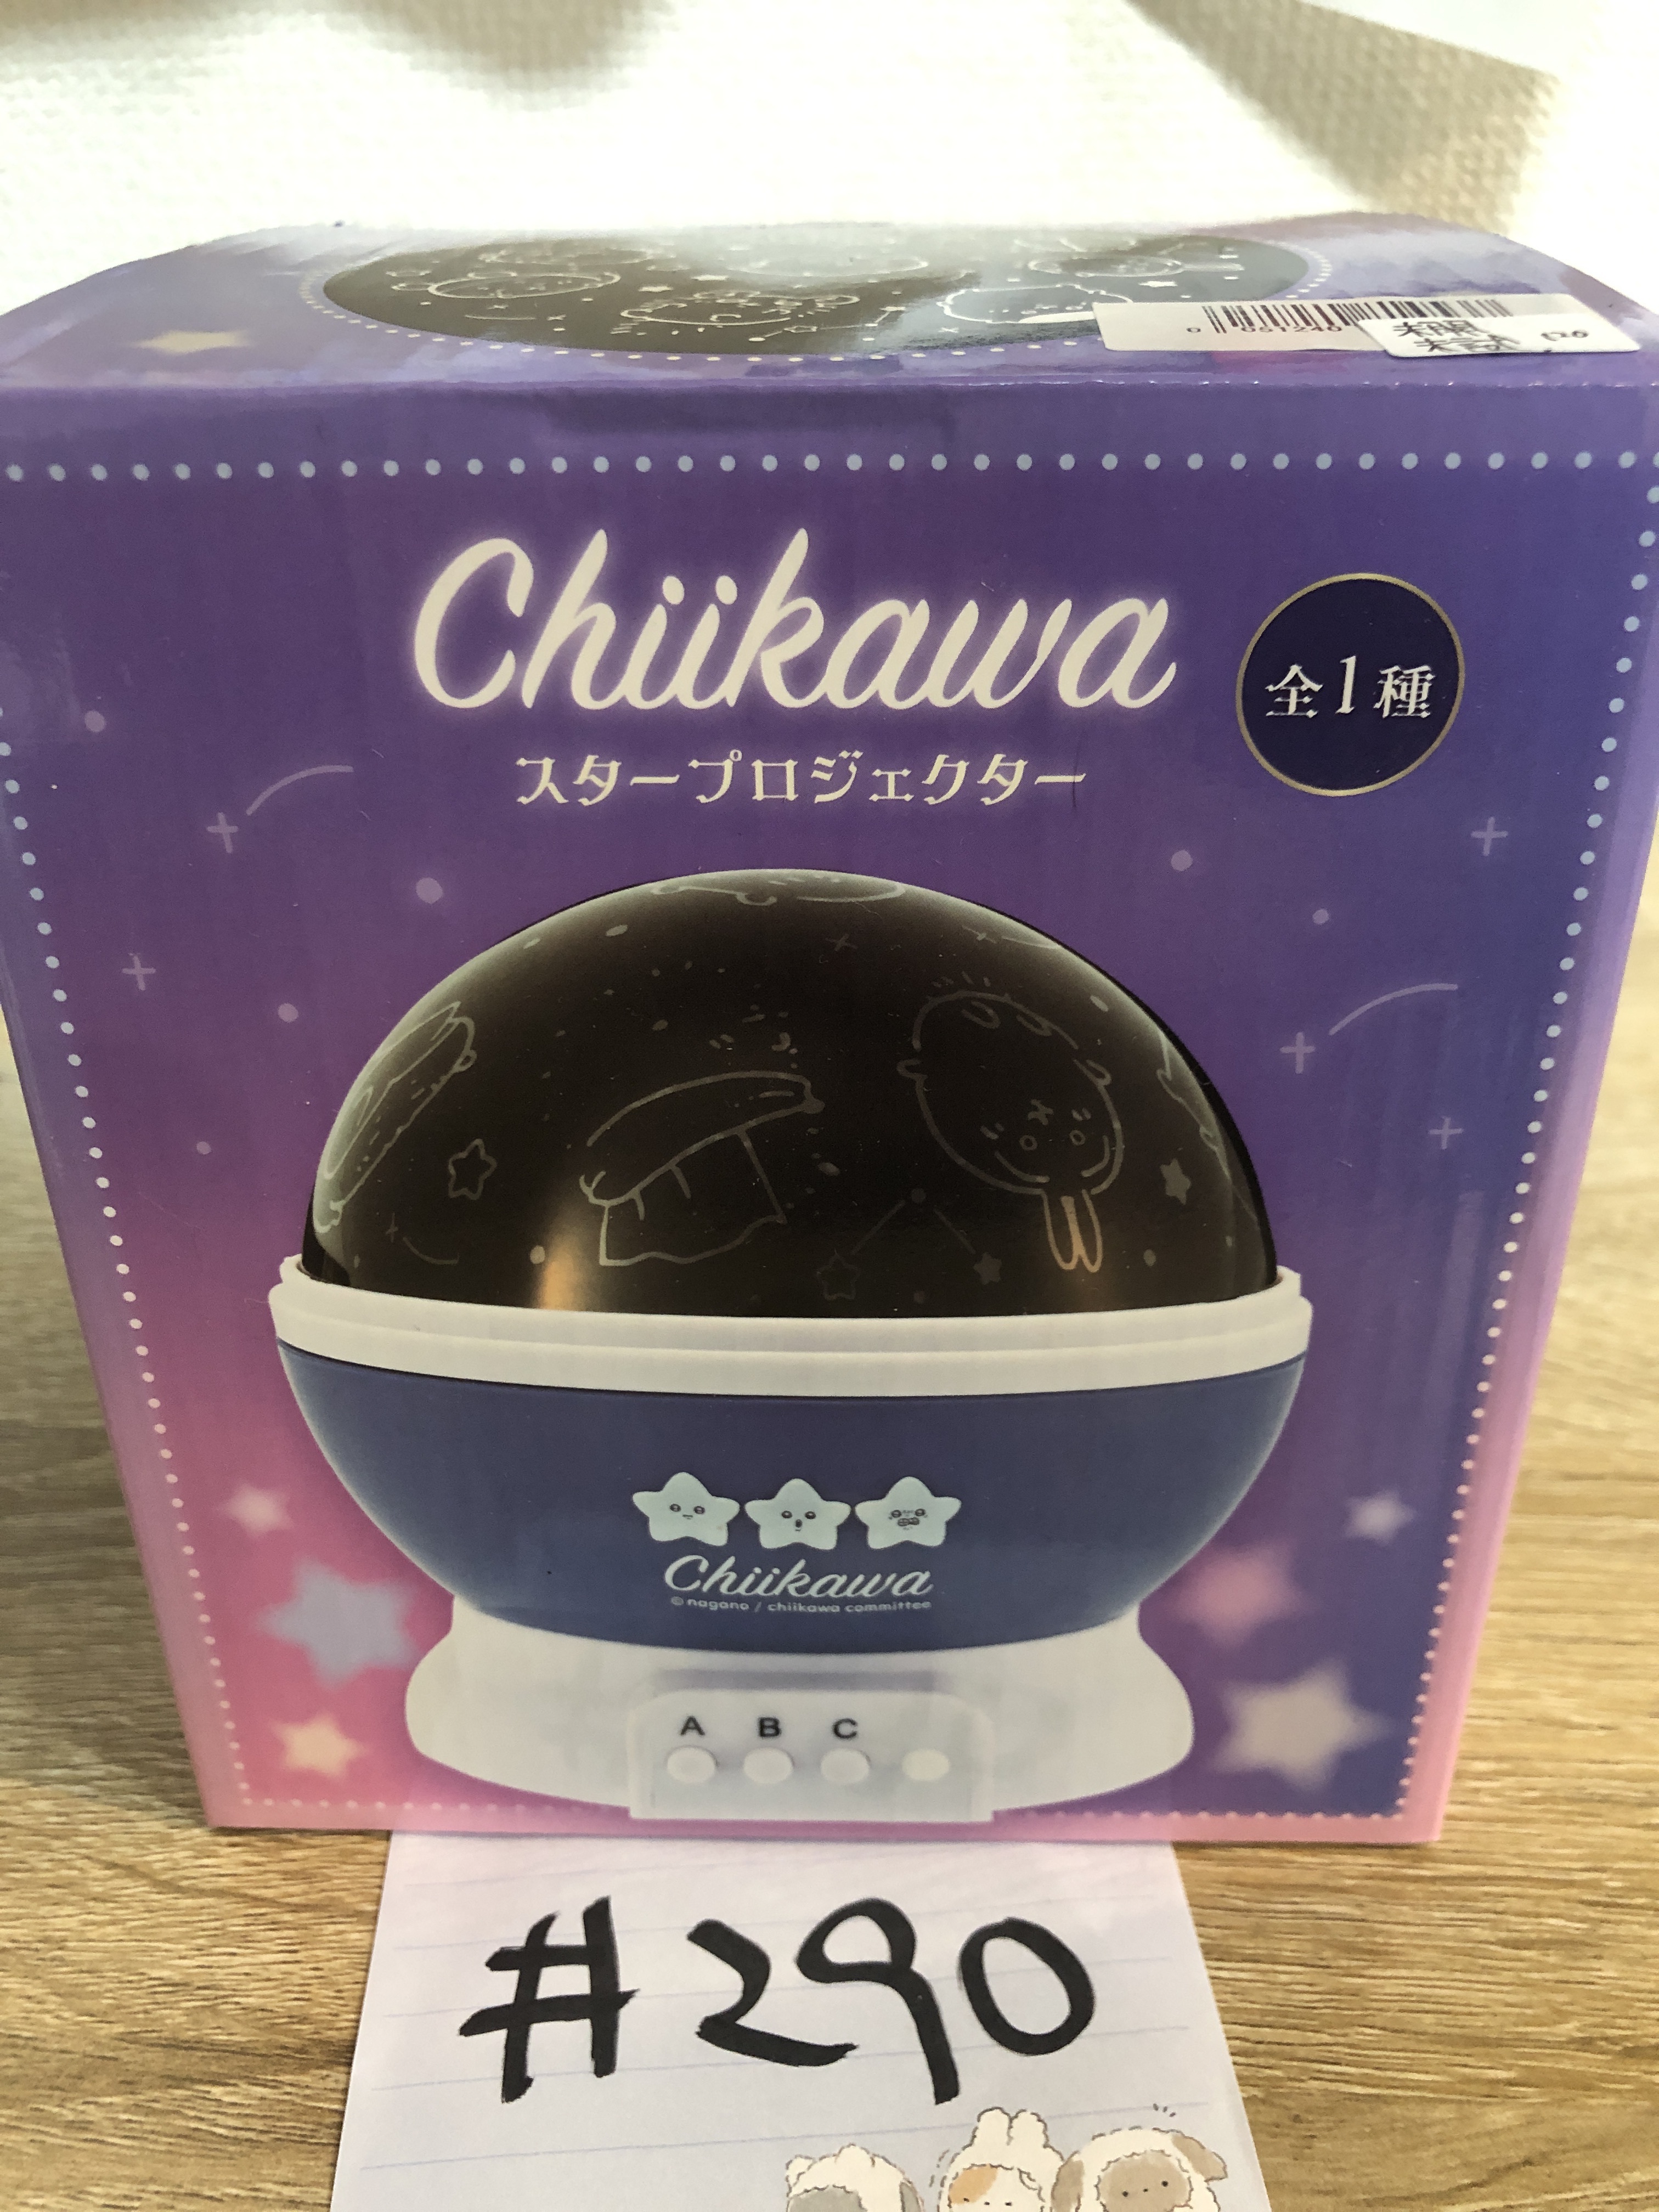 Chiikawa
スタープロジェクター
全1種
Chiikawa
© nagano / chiikawa committee
A B C
#290